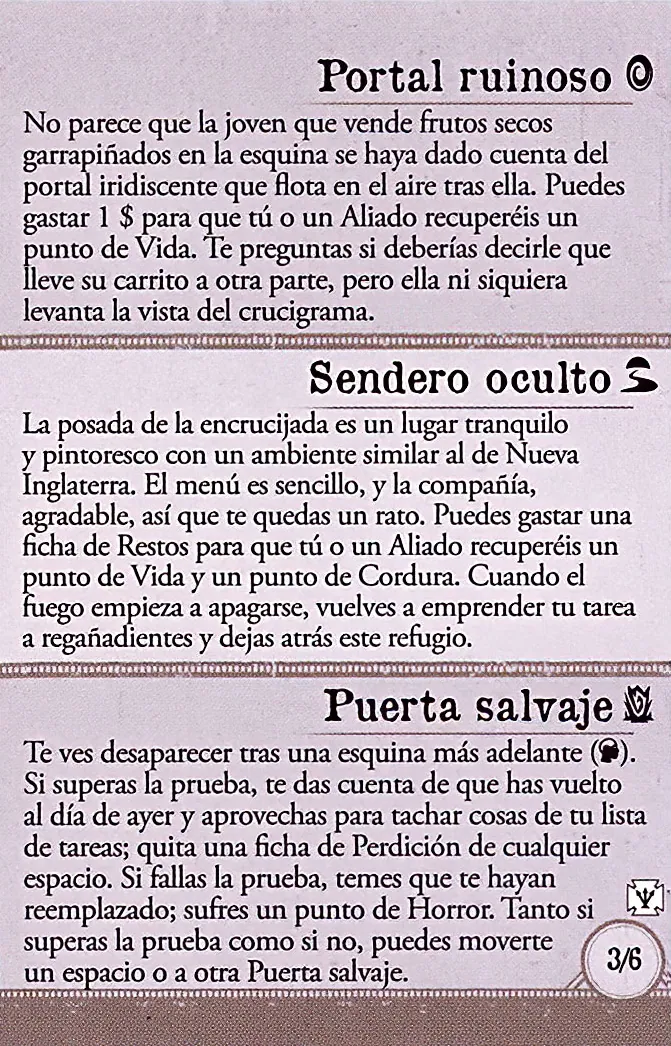 Portal ruinoso
No parece que la joven que vende frutos secos
garrapiñados en la esquina se haya dado cuenta del
portal iridiscente que flota en el aire tras ella. Puedes
gastar 1 $ para que tú o un Aliado recuperéis un
punto de Vida. Te preguntas si deberías decirle que
lleve su carrito a otra parte, pero ella ni siquiera
levanta la vista del crucigrama.
Sendero oculto
La posada de la encrucijada es un lugar tranquilo
y pintoresco con un ambiente similar al de Nueva
Inglaterra. El menú es sencillo, y la compañía,
agradable, así que te quedas un rato. Puedes gastar una
ficha de Restos para que tú o un Aliado recuperéis un
punto de Vida y un punto de Cordura. Cuando el
fuego empieza a apagarse, vuelves a emprender tu tarea
a regañadientes y dejas atrás este refugio.
Puerta salvaje
Te ves desaparecer tras una esquina más adelante ( ).
Si superas la prueba, te das cuenta de que has vuelto
al día de ayer y aprovechas para tachar cosas de tu lista
de tareas; quita una ficha de Perdición de cualquier
espacio. Si fallas la prueba, temes que te hayan
reemplazado; sufres un punto de Horror. Tanto si
superas la prueba como si no, puedes moverte
un espacio o a otra Puerta salvaje.
3/6